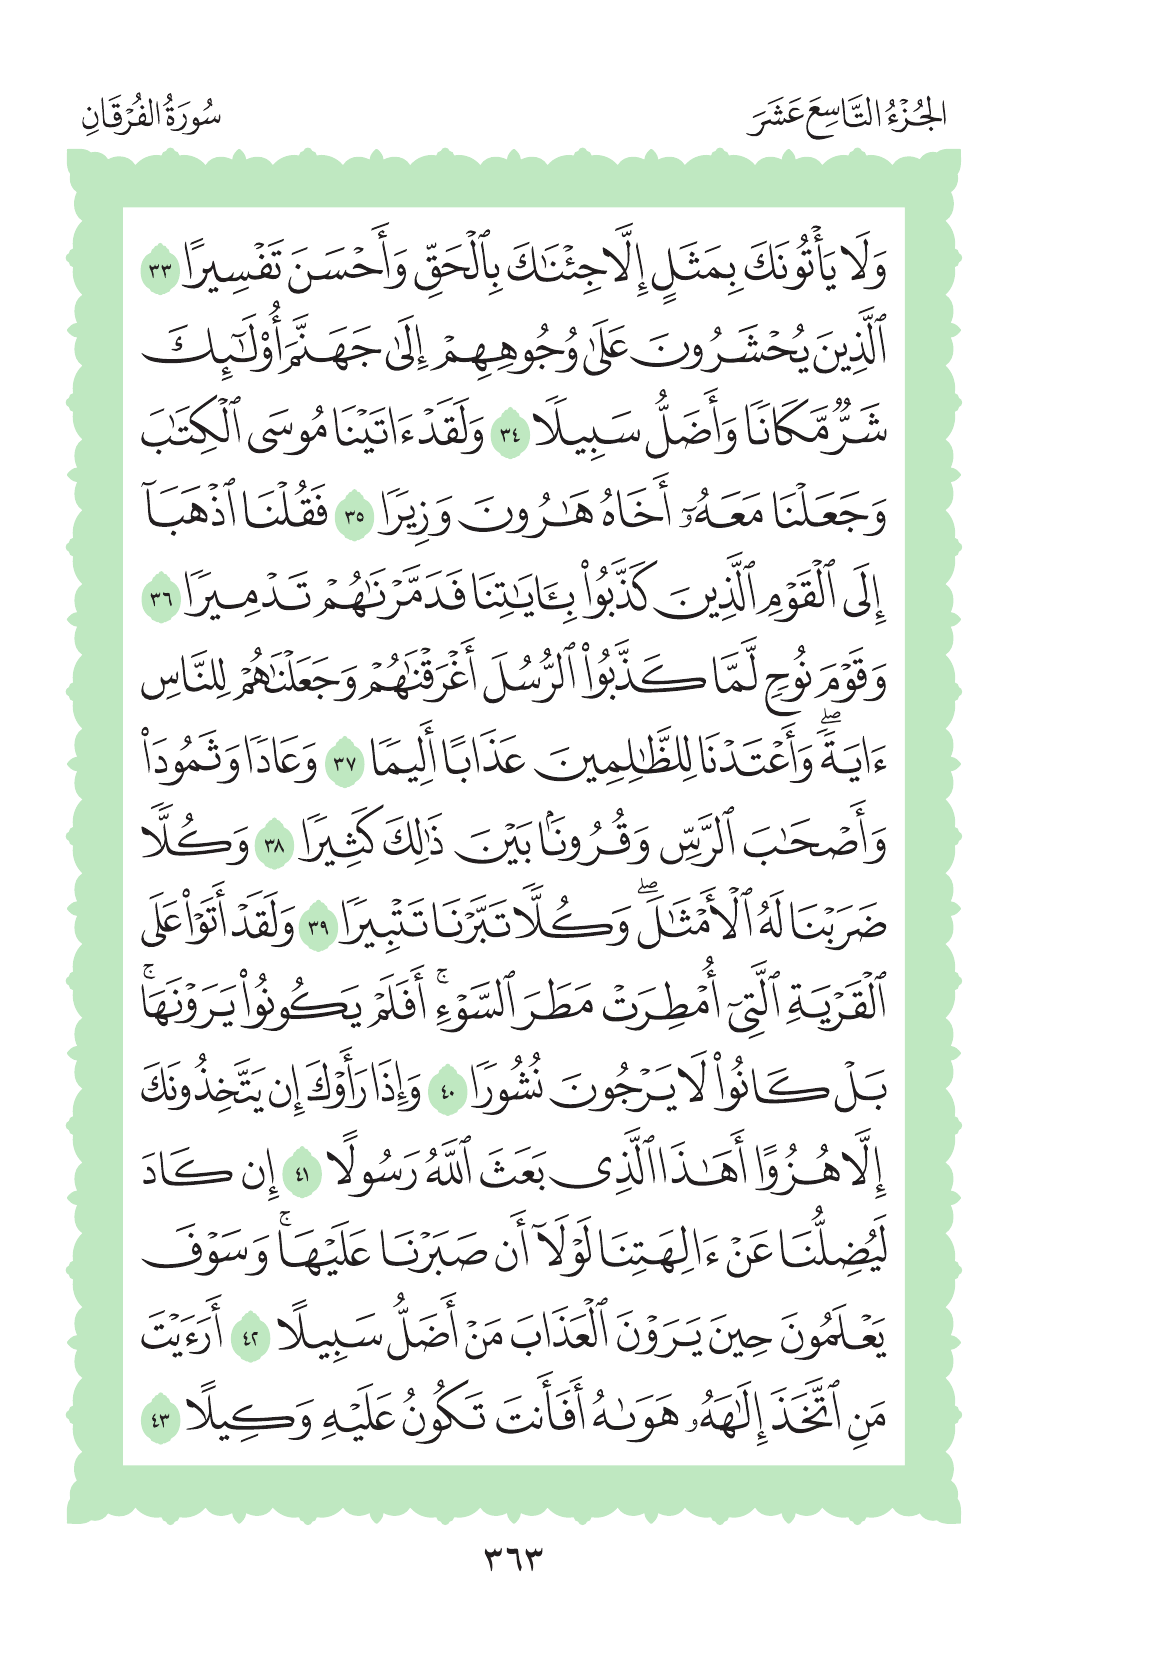 الجُزْءُ التَّاسِعَ عَشَرَ
سُورَةُ الفُرْقَانِ
وَلَا يَأْتُونَكَ بِمَثَلٍ إِلَّا جِئْنَٰكَ بِٱلْحَقِّ وَأَحْسَنَ تَفْسِيرًا ٣٣
ٱلَّذِينَ يُحْشَرُونَ عَلَىٰ وُجُوهِهِمْ إِلَىٰ جَهَنَّمَ أُوْلَٰٓئِكَ
شَرٌّ مَّكَانًا وَأَضَلُّ سَبِيلًا ٣٤ وَلَقَدْ ءَاتَيْنَا مُوسَى ٱلْكِتَٰبَ
وَجَعَلْنَا مَعَهُۥٓ أَخَاهُ هَٰرُونَ وَزِيرًا ٣٥ فَقُلْنَا ٱذْهَبَآ
إِلَى ٱلْقَوْمِ ٱلَّذِينَ كَذَّبُوا۟ بِـَٔايَٰتِنَا فَدَمَّرْنَٰهُمْ تَدْمِيرًا ٣٦
وَقَوْمَ نُوحٍ لَّمَّا كَذَّبُوا۟ ٱلرُّسُلَ أَغْرَقْنَٰهُمْ وَجَعَلْنَٰهُمْ لِلنَّاسِ
ءَايَةً ۖ وَأَعْتَدْنَا لِلظَّٰلِمِينَ عَذَابًا أَلِيمًا ٣٧ وَعَادًا وَثَمُودَا۟
وَأَصْحَٰبَ ٱلرَّسِّ وَقُرُونًۢا بَيْنَ ذَٰلِكَ كَثِيرًا ٣٨ وَكُلًّا
ضَرَبْنَا لَهُ ٱلْأَمْثَٰلَ ۖ وَكُلًّا تَبَّرْنَا تَتْبِيرًا ٣٩ وَلَقَدْ أَتَوْا۟ عَلَى
ٱلْقَرْيَةِ ٱلَّتِىٓ أُمْطِرَتْ مَطَرَ ٱلسَّوْءِ ۚ أَفَلَمْ يَكُونُوا۟ يَرَوْنَهَا ۚ
بَلْ كَانُوا۟ لَا يَرْجُونَ نُشُورًا ٤٠ وَإِذَا رَأَوْكَ إِن يَتَّخِذُونَكَ
إِلَّا هُزُوًا أَهَٰذَا ٱلَّذِى بَعَثَ ٱللَّهُ رَسُولًا ٤١ إِن كَادَ
لَيُضِلُّنَا عَنْ ءَالِهَتِنَا لَوْلَآ أَن صَبَرْنَا عَلَيْهَا ۚ وَسَوْفَ
يَعْلَمُونَ حِينَ يَرَوْنَ ٱلْعَذَابَ مَنْ أَضَلُّ سَبِيلًا ٤٢ أَرَءَيْتَ
مَنِ ٱتَّخَذَ إِلَٰهَهُۥ هَوَىٰهُ أَفَأَنتَ تَكُونُ عَلَيْهِ وَكِيلًا ٤٣
٣٦٣